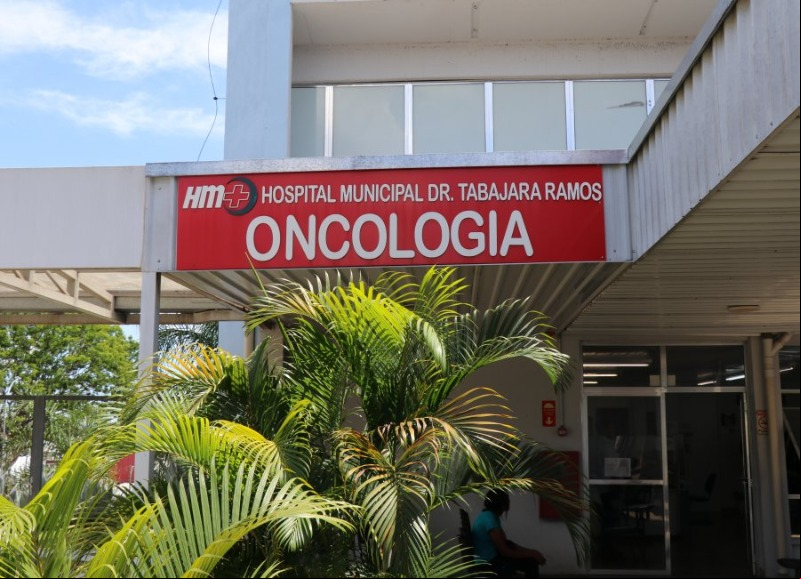 HM HOSPITAL MUNICIPAL DR. TABAJARA RAMOS
ONCOLOGIA